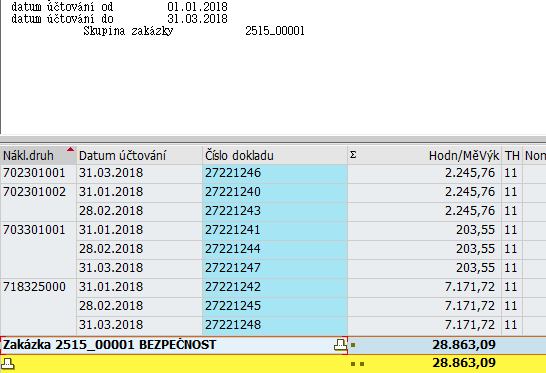 datum účtování od 01.01.2018
datum účtování do 31.03.2018
Skupina zakázky 2515_00001
Nákl.druh Datum účtování Číslo dokladu Σ Hodn/MěVýk TH Nom
702301001 31.03.2018 27221246 2.245,76 11
702301002 31.01.2018 27221240 2.245,76 11
28.02.2018 27221243 2.245,76 11
703301001 31.01.2018 27221241 203,55 11
28.02.2018 27221244 203,55 11
31.03.2018 27221247 203,55 11
718325000 31.01.2018 27221242 7.171,72 11
28.02.2018 27221245 7.171,72 11
31.03.2018 27221248 7.171,72 11
Zakázka 2515_00001 BEZPEČNOST 28.863,09
28.863,09